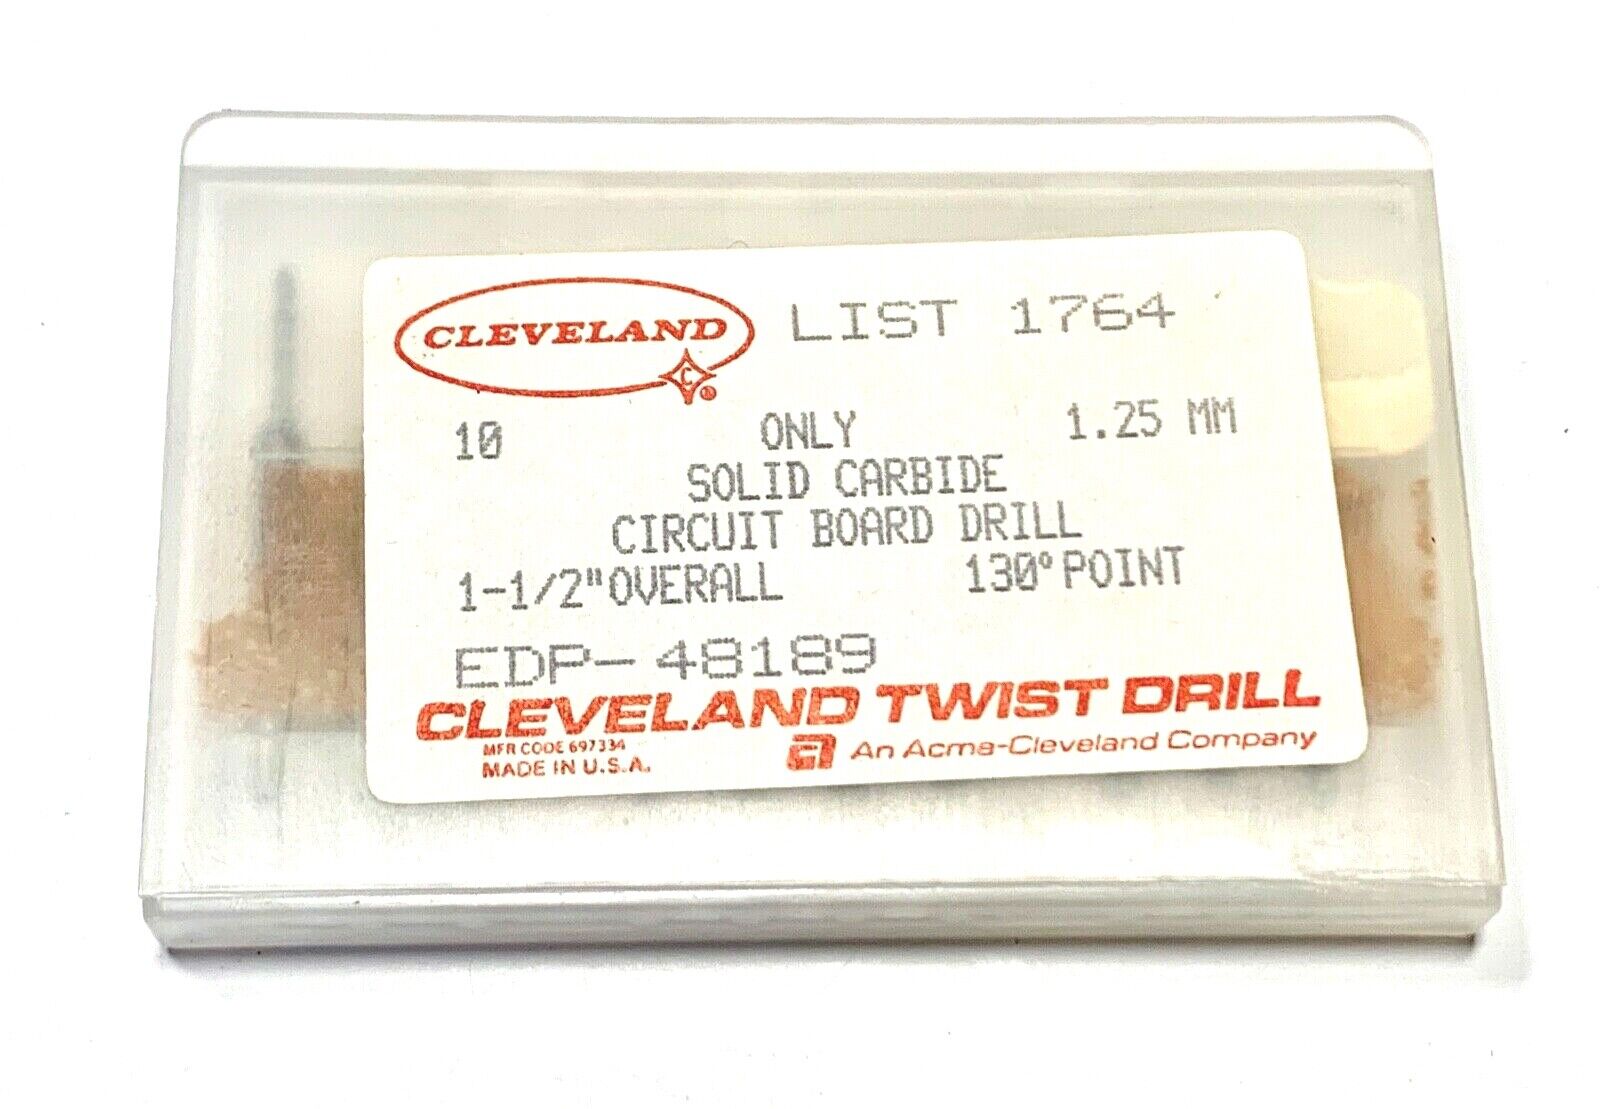 CLEVELAND
C
®
LIST 1764
10 ONLY 1.25 MM
SOLID CARBIDE
CIRCUIT BOARD DRILL
1-1/2" OVERALL 130° POINT
EDP-48189
CLEVELAND TWIST DRILL
MFR CODE 697334
MADE IN U.S.A.
An Acme-Cleveland Company